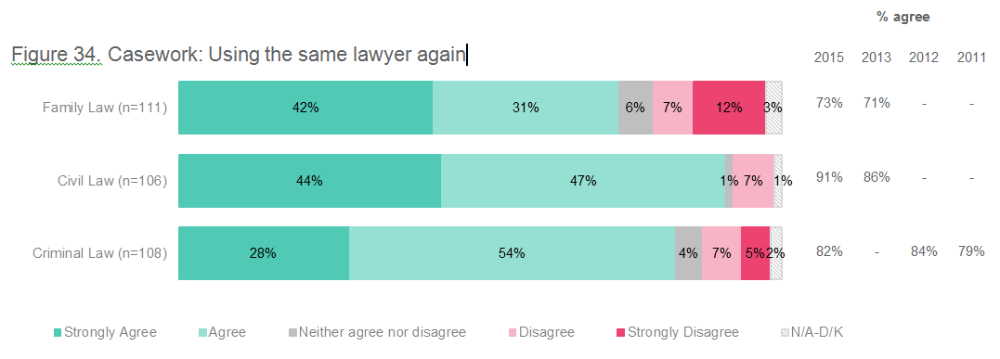 % agree
Figure 34. Casework: Using the same lawyer again
2015 2013 2012 2011
Family Law (n=111) 42% 31% 6% 7% 12% 3% 73% 71% - -
Civil Law (n=106) 44% 47% 1% 7% 1% 91% 86% - -
Criminal Law (n=108) 28% 54% 4% 7% 5% 2% 82% - 84% 79%
Strongly Agree Agree Neither agree nor disagree Disagree Strongly Disagree N/A-D/K